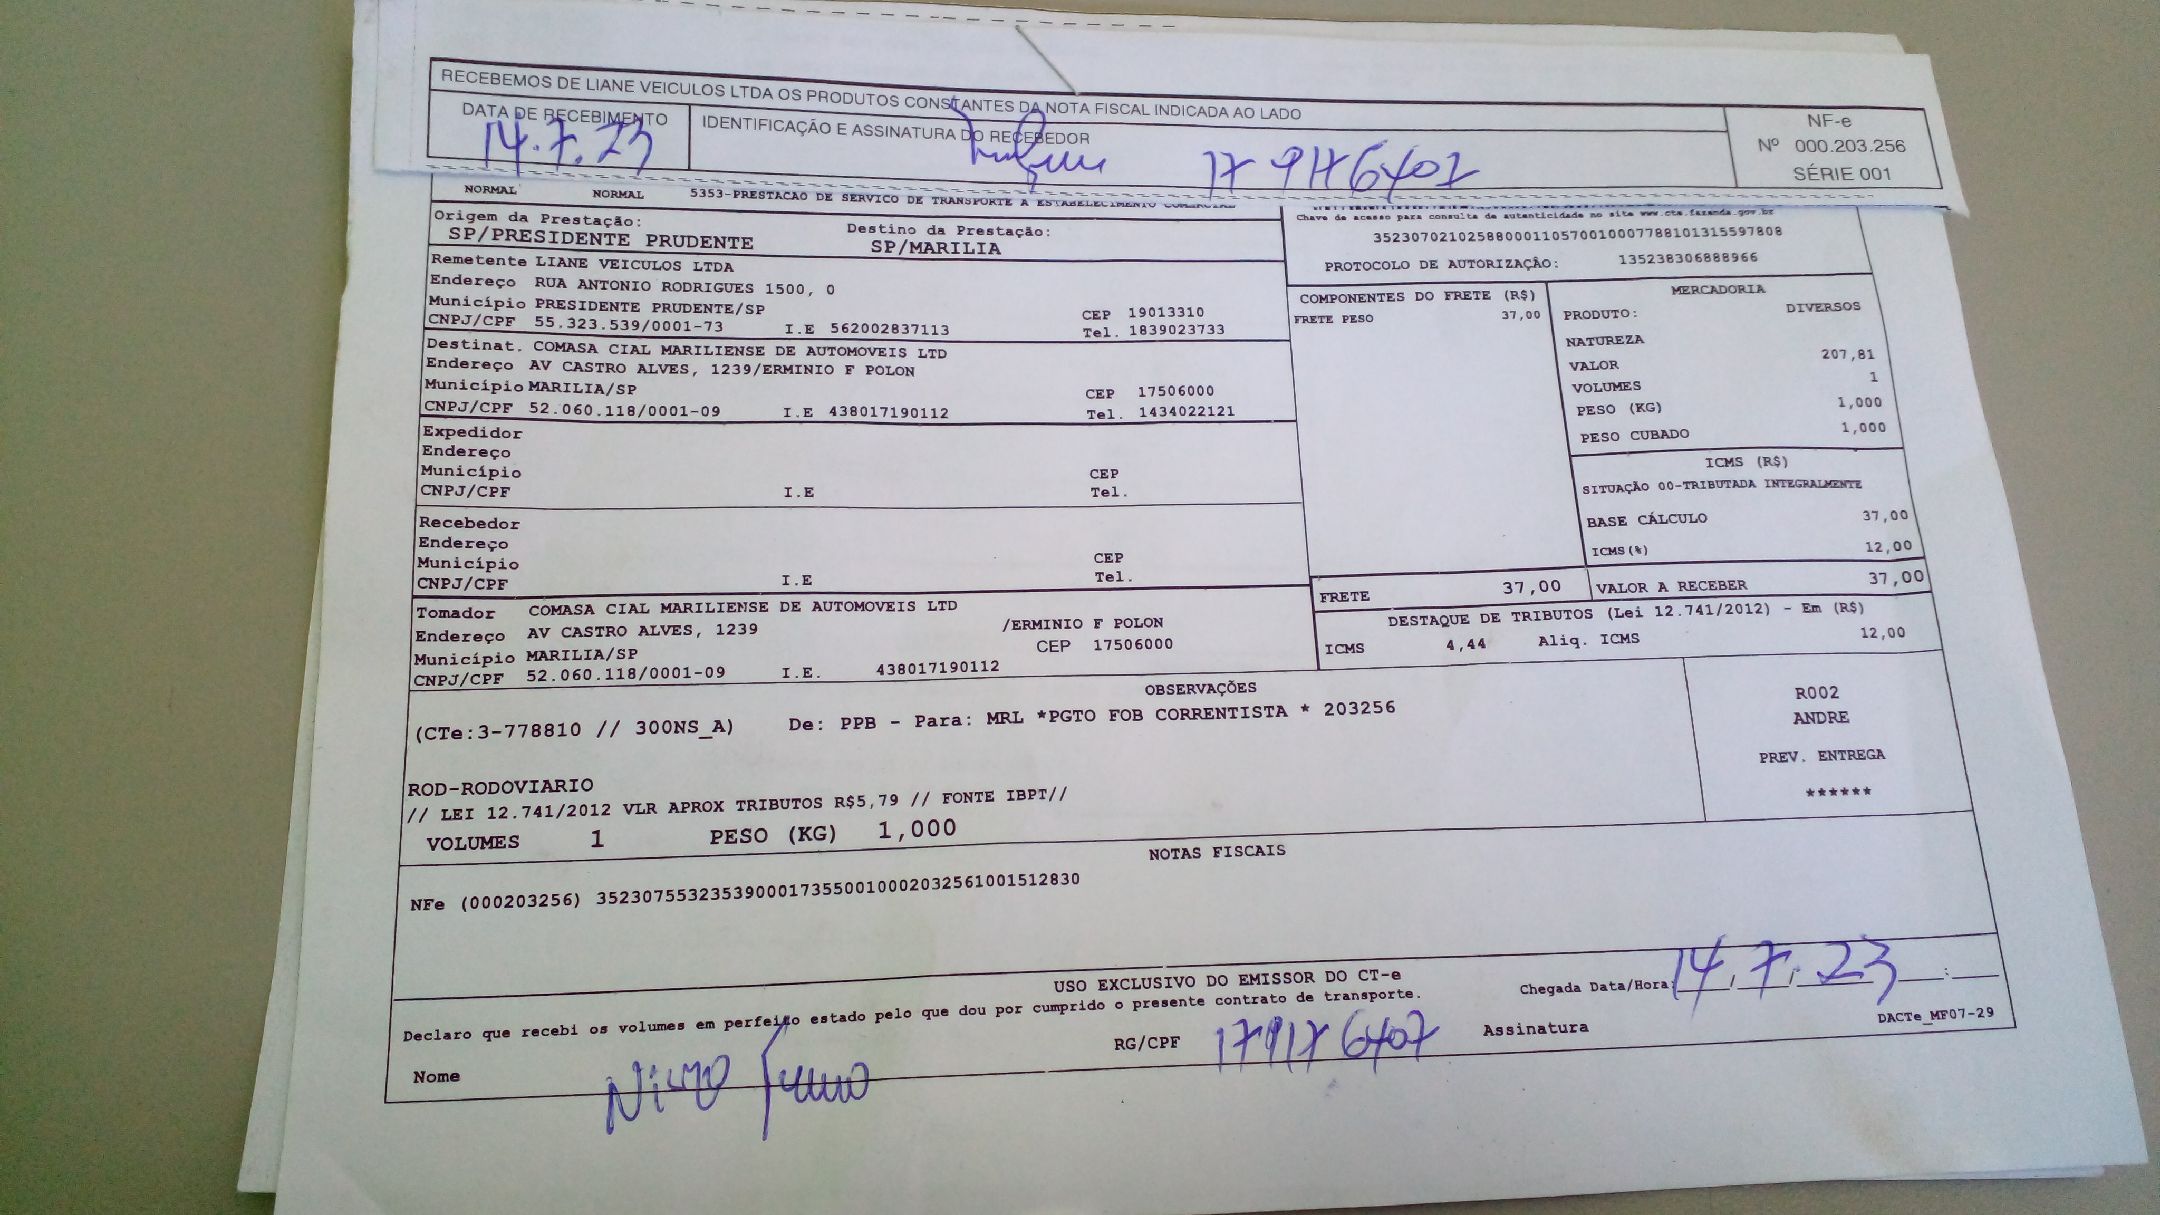 RECEBEMOS DE LIANE VEICULOS LTDA OS PRODUTOS CONSTANTES DA NOTA FISCAL INDICADA AO LADO
DATA DE RECEBIMENTO
14.7.23
IDENTIFICAÇÃO E ASSINATURA DO RECEBEDOR
NF-e
Nº 000.203.256
SÉRIE 001
NORMAL NORMAL 5353-PRESTACAO DE SERVICO DE TRANSPORTE A ESTABELECIMENTO COMERCIAL
Origem da Prestação:
SP/PRESIDENTE PRUDENTE
Destino da Prestação:
SP/MARILIA
Chave de acesso para consulta de autenticidade no site www.cte.fazenda.gov.br
35230702102588000110570010007788101315597808
PROTOCOLO DE AUTORIZAÇÃO: 135238306888966
Remetente LIANE VEICULOS LTDA
Endereço RUA ANTONIO RODRIGUES 1500, 0
Município PRESIDENTE PRUDENTE/SP CEP 19013310
CNPJ/CPF 55.323.539/0001-73 I.E 562002837113 Tel. 1839023733
Destinat. COMASA CIAL MARILIENSE DE AUTOMOVEIS LTD
Endereço AV CASTRO ALVES, 1239/ERMINIO F POLON
Município MARILIA/SP CEP 17506000
CNPJ/CPF 52.060.118/0001-09 I.E 438017190112 Tel. 1434022121
Expedidor
Endereço
Município CEP
CNPJ/CPF I.E Tel.
Recebedor
Endereço
Município CEP
CNPJ/CPF I.E Tel.
Tomador COMASA CIAL MARILIENSE DE AUTOMOVEIS LTD
Endereço AV CASTRO ALVES, 1239 /ERMINIO F POLON
Município MARILIA/SP CEP 17506000
CNPJ/CPF 52.060.118/0001-09 I.E. 438017190112
COMPONENTES DO FRETE (R$)
FRETE PESO 37,00
MERCADORIA
PRODUTO: DIVERSOS
NATUREZA
VALOR 207,81
VOLUMES 1
PESO (KG) 1,000
PESO CUBADO 1,000
ICMS (R$)
SITUAÇÃO 00-TRIBUTADA INTEGRALMENTE
BASE CÁLCULO 37,00
ICMS(%) 12,00
FRETE 37,00 VALOR A RECEBER 37,00
DESTAQUE DE TRIBUTOS (Lei 12.741/2012) - Em (R$)
ICMS 4,44 Aliq. ICMS 12,00
OBSERVAÇÕES
(CTe:3-778810 // 300NS_A) De: PPB - Para: MRL *PGTO FOB CORRENTISTA * 203256
ROD-RODOVIARIO
// LEI 12.741/2012 VLR APROX TRIBUTOS R$5,79 // FONTE IBPT//
VOLUMES 1 PESO (KG) 1,000
R002
ANDRE
PREV. ENTREGA
******
NOTAS FISCAIS
NFe (000203256) 35230755323539000173550010002032561001512830
USO EXCLUSIVO DO EMISSOR DO CT-e
Declaro que recebi os volumes em perfeito estado pelo que dou por cumprido o presente contrato de transporte.
Chegada Data/Hora: 14/7/23 :
Nome RG/CPF Assinatura
DACTe_MF07-29